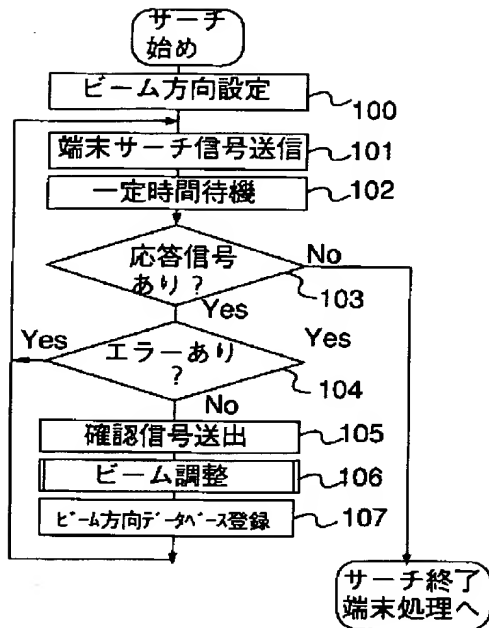 サーチ
始め
ビーム方向設定
100
端末サーチ信号送信
101
一定時間待機
102
応答信号
あり?
No
103
Yes
Yes
Yes
エラーあり
?
104
No
確認信号送出
105
ビーム調整
106
ビーム方向データベース登録
107
サーチ終了
端末処理へ